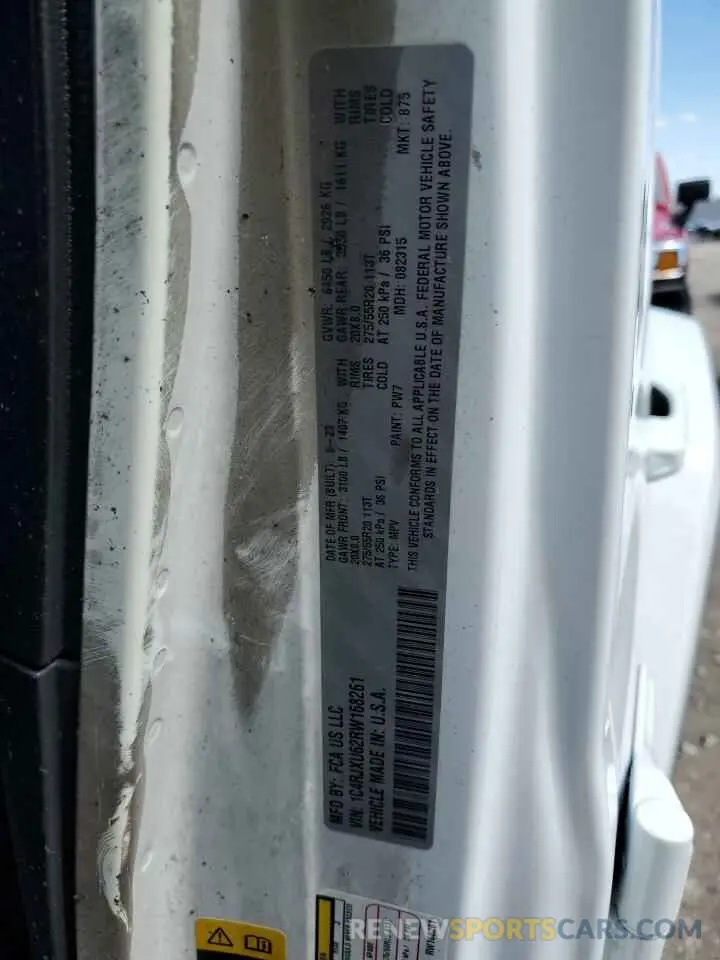 MFD BY: FCA US LLC
DATE OF MFR (BUILT): 8-23
GVWR: 6450 LB / 2926 KG
GAWR FRONT: 3100 LB / 1407 KG WITH
GAWR REAR: LB / 1611 KG WITH
20X8.0 RIMS
20X8.0 RIMS
275/55R20 113T TIRES
275/55R20 113T TIRES
AT 250 kPa / 36 PSI COLD
AT 250 kPa / 36 PSI COLD
VIN: 1C4RJXU62RW168261
TYPE: MPV
PAINT: PW7
MDH: 082315
MKT: 875
VEHICLE MADE IN: U.S.A.
THIS VEHICLE CONFORMS TO ALL APPLICABLE U.S.A. FEDERAL MOTOR VEHICLE SAFETY
STANDARDS IN EFFECT ON THE DATE OF MANUFACTURE SHOWN ABOVE.
RENEWSPORTSCARS.COM